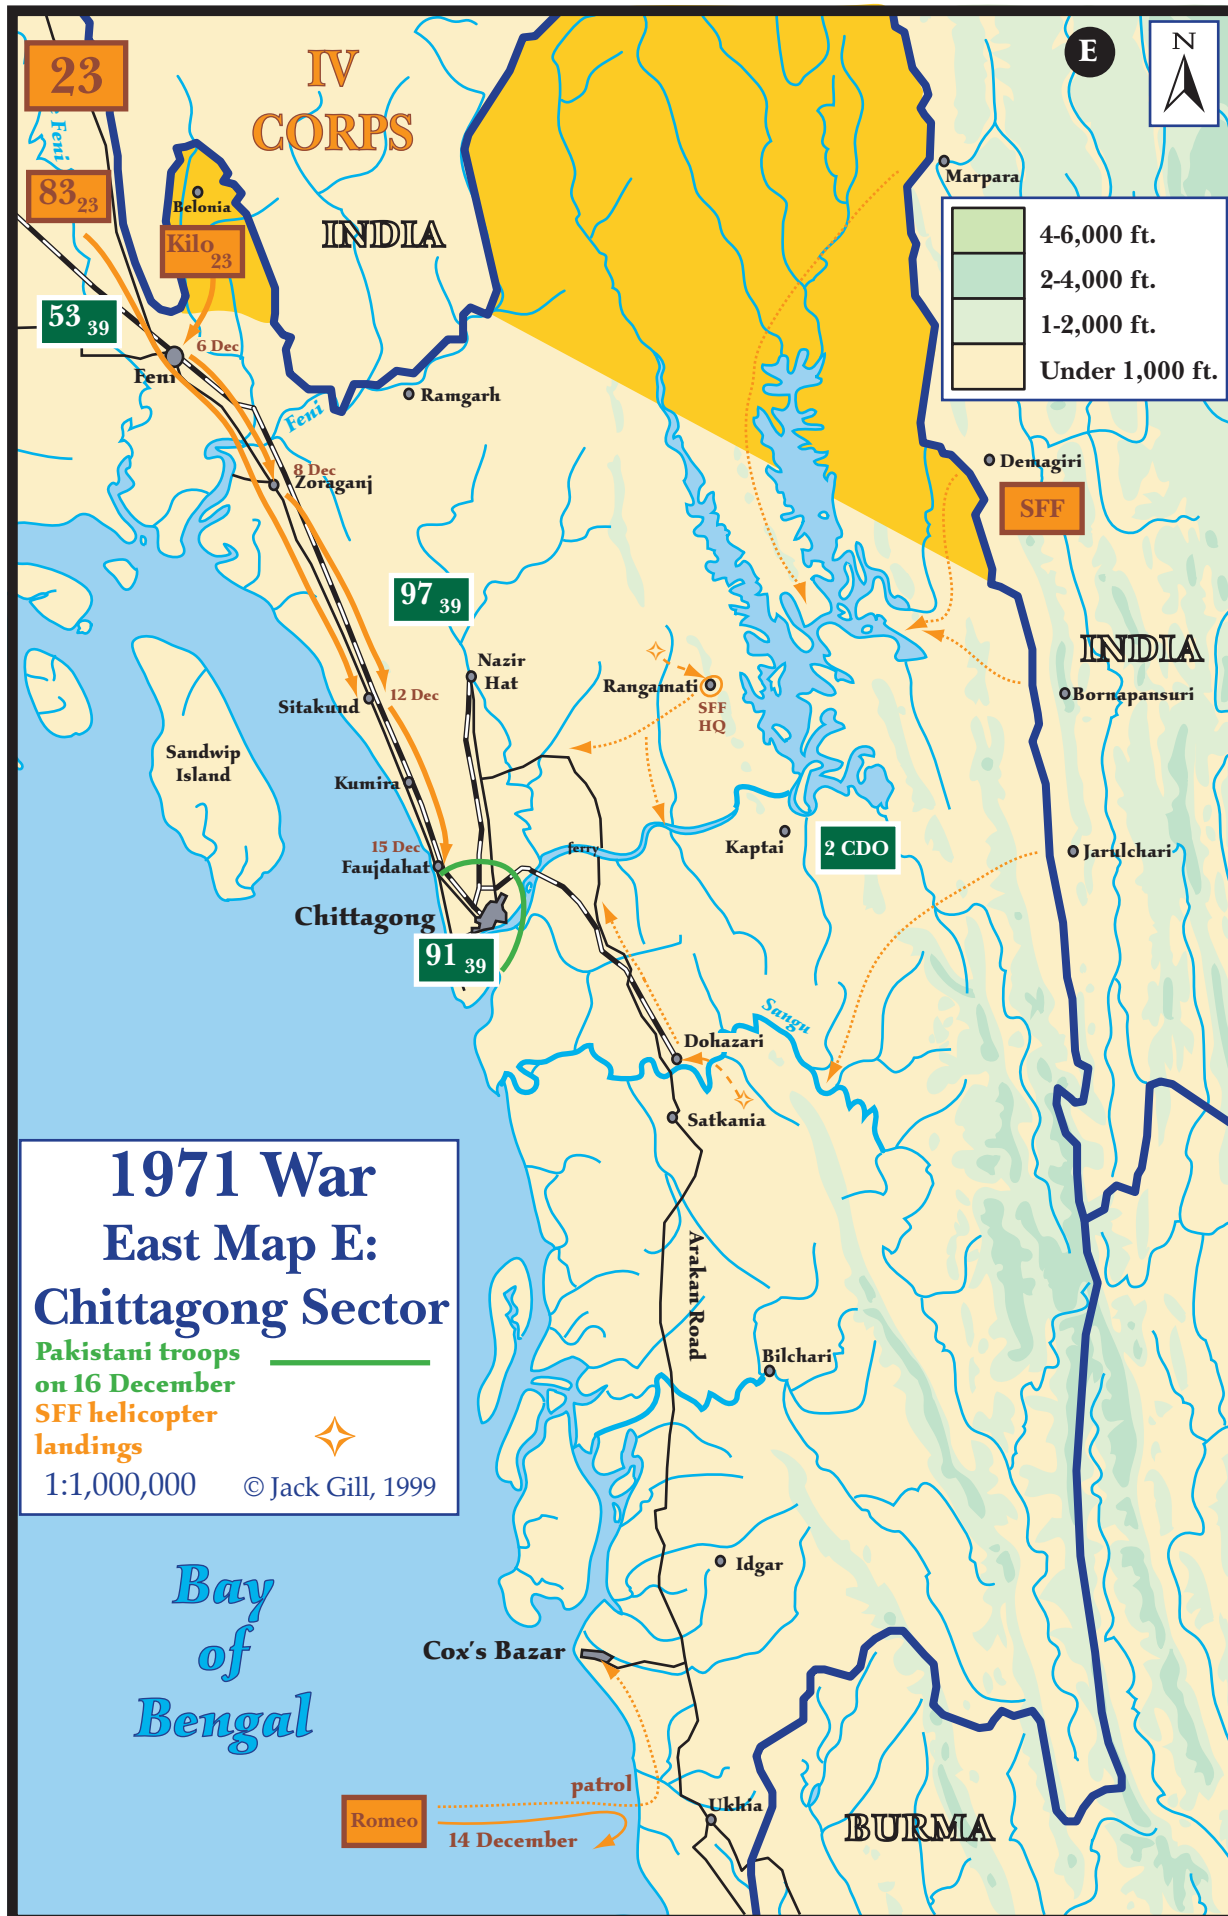 23
IV
CORPS
E
N
Feni
Marpara
83 23
Belonia
Kilo 23
INDIA
4-6,000 ft.
2-4,000 ft.
1-2,000 ft.
Under 1,000 ft.
53 39
6 Dec
Feni
Ramgarh
Feni
8 Dec
Zoraganj
Demagiri
SFF
97 39
INDIA
Nazir
Hat
Rangamati
SFF
HQ
Bornapansuri
12 Dec
Sitakund
Sandwip
Island
Kumira
15 Dec
Faujdahat
ferry
Kaptai
2 CDO
Jarulchari
Chittagong
91 39
Sangu
Dohazari
Satkania
1971 War
East Map E:
Chittagong Sector
Pakistani troops
on 16 December
SFF helicopter
landings
1:1,000,000 © Jack Gill, 1999
Arakan Road
Bilchari
Idgar
Bay
of
Bengal
Cox's Bazar
patrol
Romeo
14 December
Ukhia
BURMA